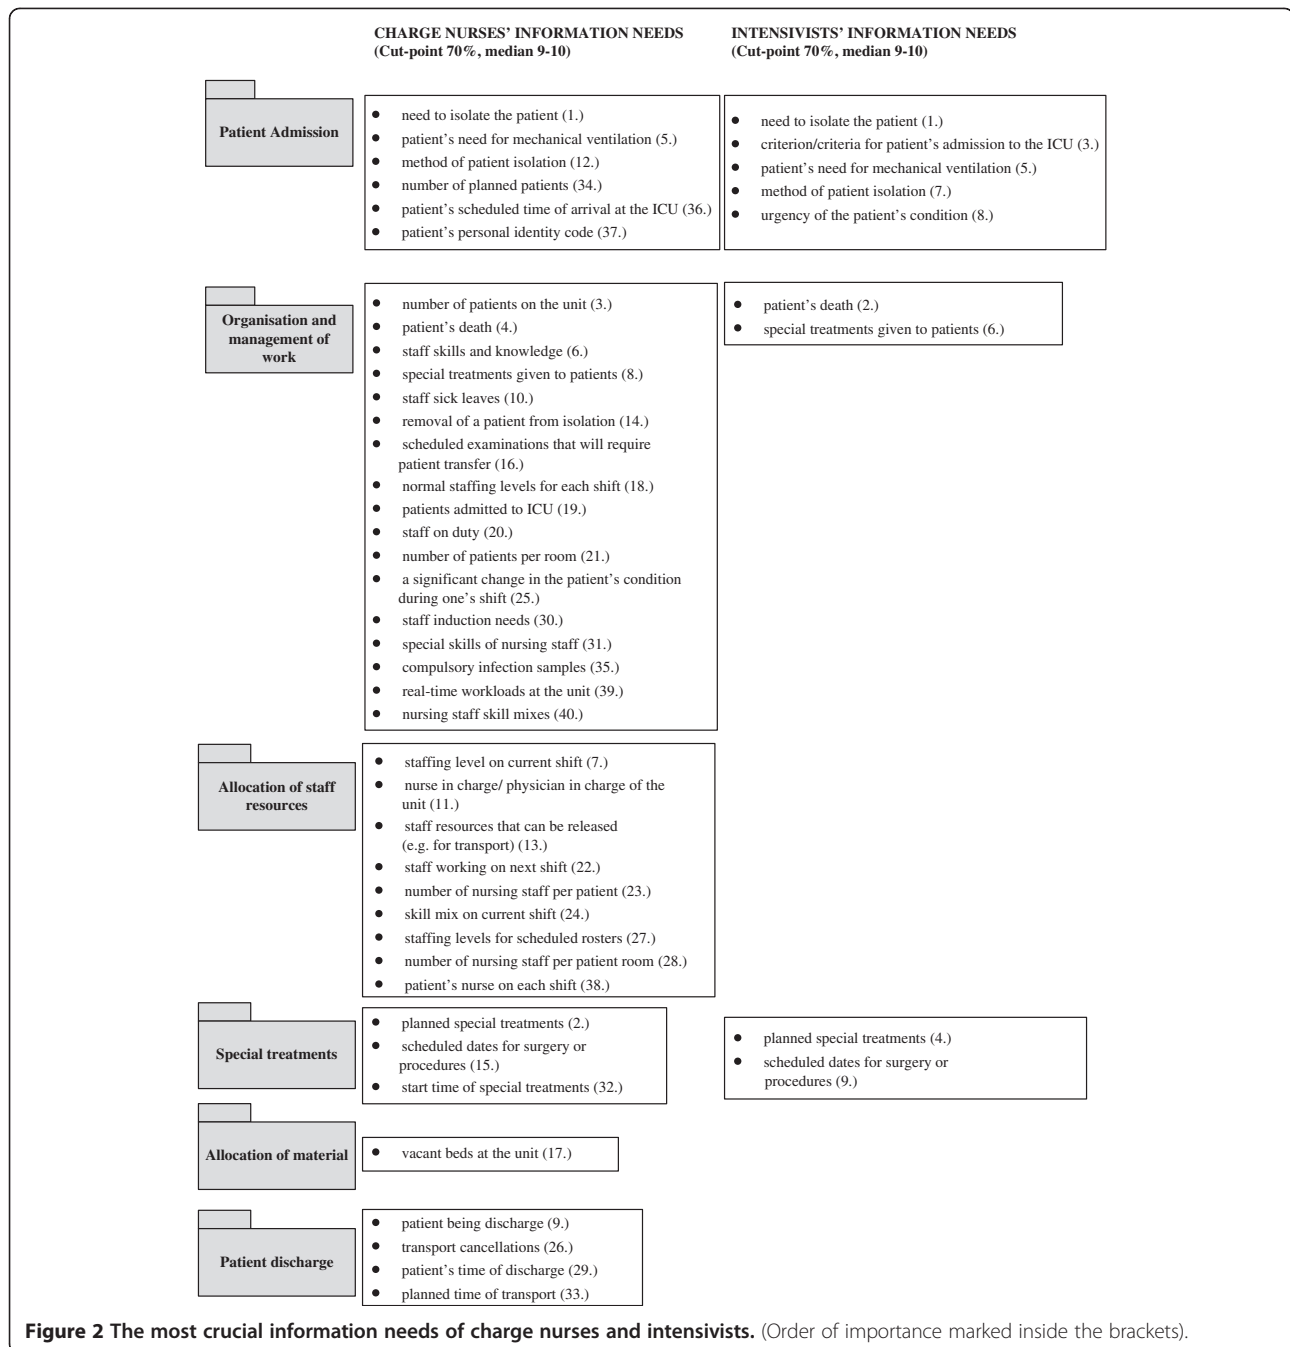 CHARGE NURSES' INFORMATION NEEDS
(Cut-point 70%, median 9-10)
INTENSIVISTS' INFORMATION NEEDS
(Cut-point 70%, median 9-10)
Patient Admission
● need to isolate the patient (1.)
● patient's need for mechanical ventilation (5.)
● method of patient isolation (12.)
● number of planned patients (34.)
● patient's scheduled time of arrival at the ICU (36.)
● patient's personal identity code (37.)
● need to isolate the patient (1.)
● criterion/criteria for patient's admission to the ICU (3.)
● patient's need for mechanical ventilation (5.)
● method of patient isolation (7.)
● urgency of the patient's condition (8.)
Organisation and
management of
work
● number of patients on the unit (3.)
● patient's death (4.)
● staff skills and knowledge (6.)
● special treatments given to patients (8.)
● staff sick leaves (10.)
● removal of a patient from isolation (14.)
● scheduled examinations that will require
patient transfer (16.)
● normal staffing levels for each shift (18.)
● patients admitted to ICU (19.)
● staff on duty (20.)
● number of patients per room (21.)
● a significant change in the patient's condition
during one's shift (25.)
● staff induction needs (30.)
● special skills of nursing staff (31.)
● compulsory infection samples (35.)
● real-time workloads at the unit (39.)
● nursing staff skill mixes (40.)
● patient's death (2.)
● special treatments given to patients (6.)
Allocation of staff
resources
● staffing level on current shift (7.)
● nurse in charge/ physician in charge of the
unit (11.)
● staff resources that can be released
(e.g. for transport) (13.)
● staff working on next shift (22.)
● number of nursing staff per patient (23.)
● skill mix on current shift (24.)
● staffing levels for scheduled rosters (27.)
● number of nursing staff per patient room (28.)
● patient's nurse on each shift (38.)
Special treatments
● planned special treatments (2.)
● scheduled dates for surgery or
procedures (15.)
● start time of special treatments (32.)
● planned special treatments (4.)
● scheduled dates for surgery or
procedures (9.)
Allocation of material
● vacant beds at the unit (17.)
Patient discharge
● patient being discharge (9.)
● transport cancellations (26.)
● patient's time of discharge (29.)
● planned time of transport (33.)
Figure 2 The most crucial information needs of charge nurses and intensivists. (Order of importance marked inside the brackets).